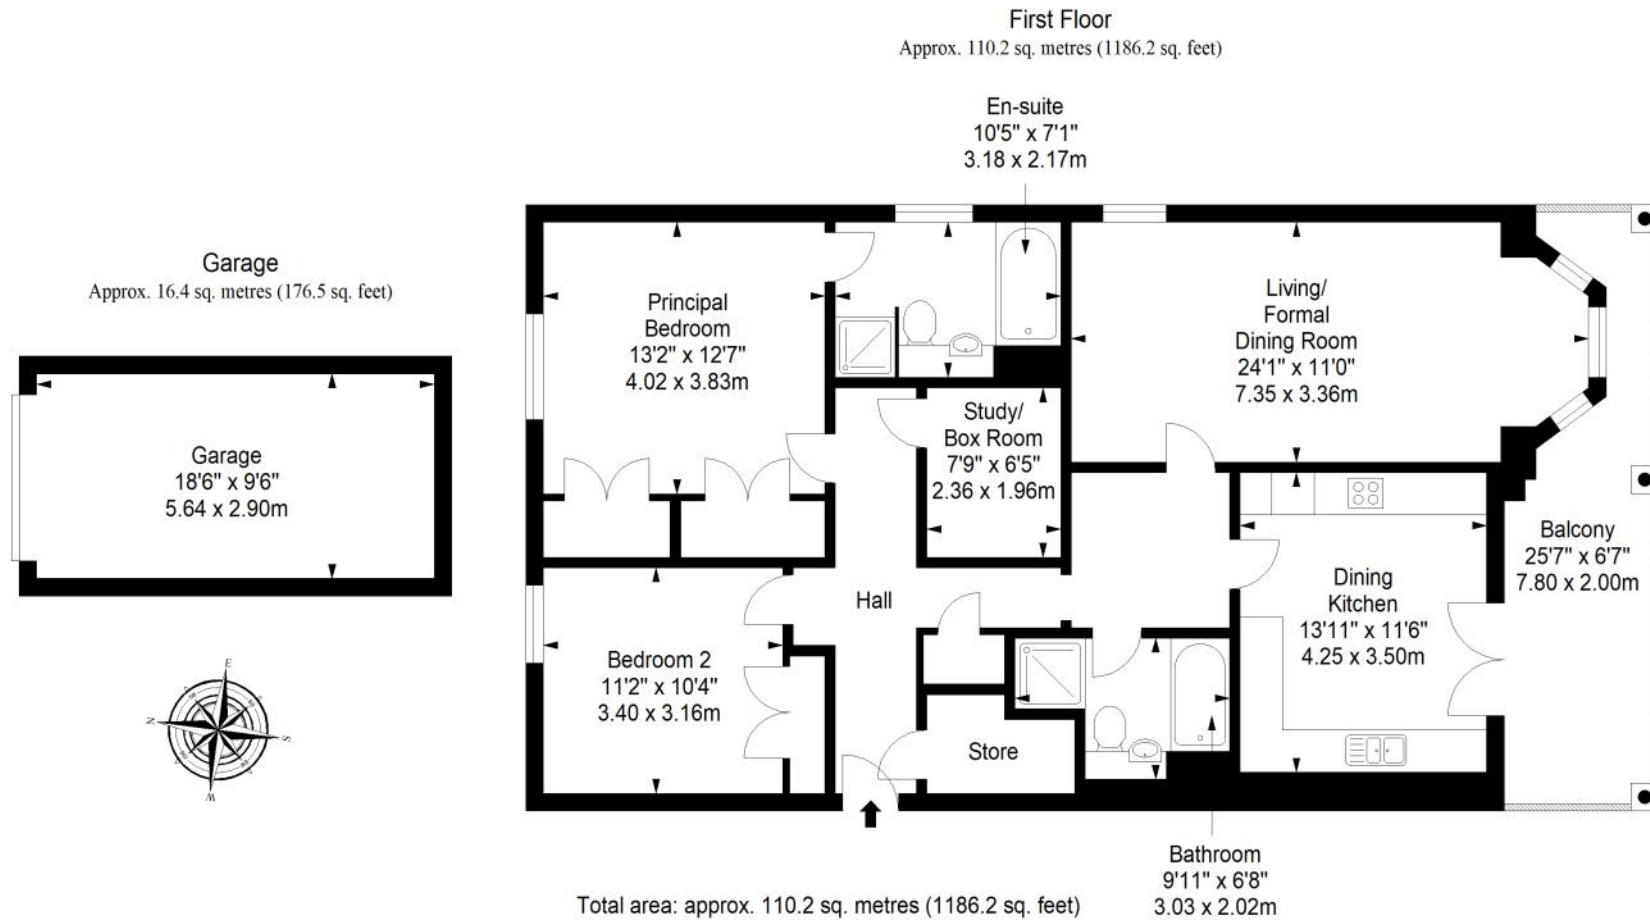 First Floor
Approx. 110.2 sq. metres (1186.2 sq. feet)
En-suite
10'5" x 7'1"
3.18 x 2.17m
Garage
Approx. 16.4 sq. metres (176.5 sq. feet)
Principal
Bedroom
13'2" x 12'7"
4.02 x 3.83m
Living/
Formal
Dining Room
24'1" x 11'0"
7.35 x 3.36m
Study/
Box Room
7'9" x 6'5"
2.36 x 1.96m
Garage
18'6" x 9'6"
5.64 x 2.90m
Balcony
25'7" x 6'7"
7.80 x 2.00m
Dining
Kitchen
13'11" x 11'6"
4.25 x 3.50m
Hall
Bedroom 2
11'2" x 10'4"
3.40 x 3.16m
E
N
S
W
Store
Bathroom
9'11" x 6'8"
3.03 x 2.02m
Total area: approx. 110.2 sq. metres (1186.2 sq. feet)